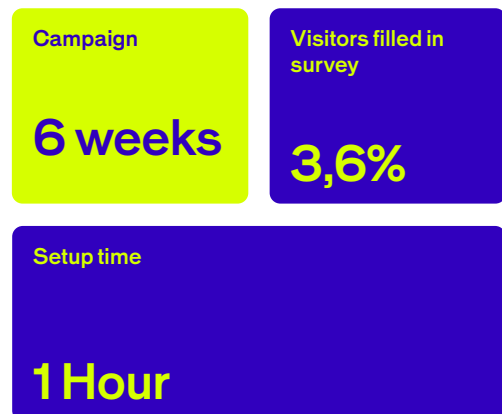 Campaign
6 weeks
Visitors filled in
survey
3,6%
Setup time
1 Hour